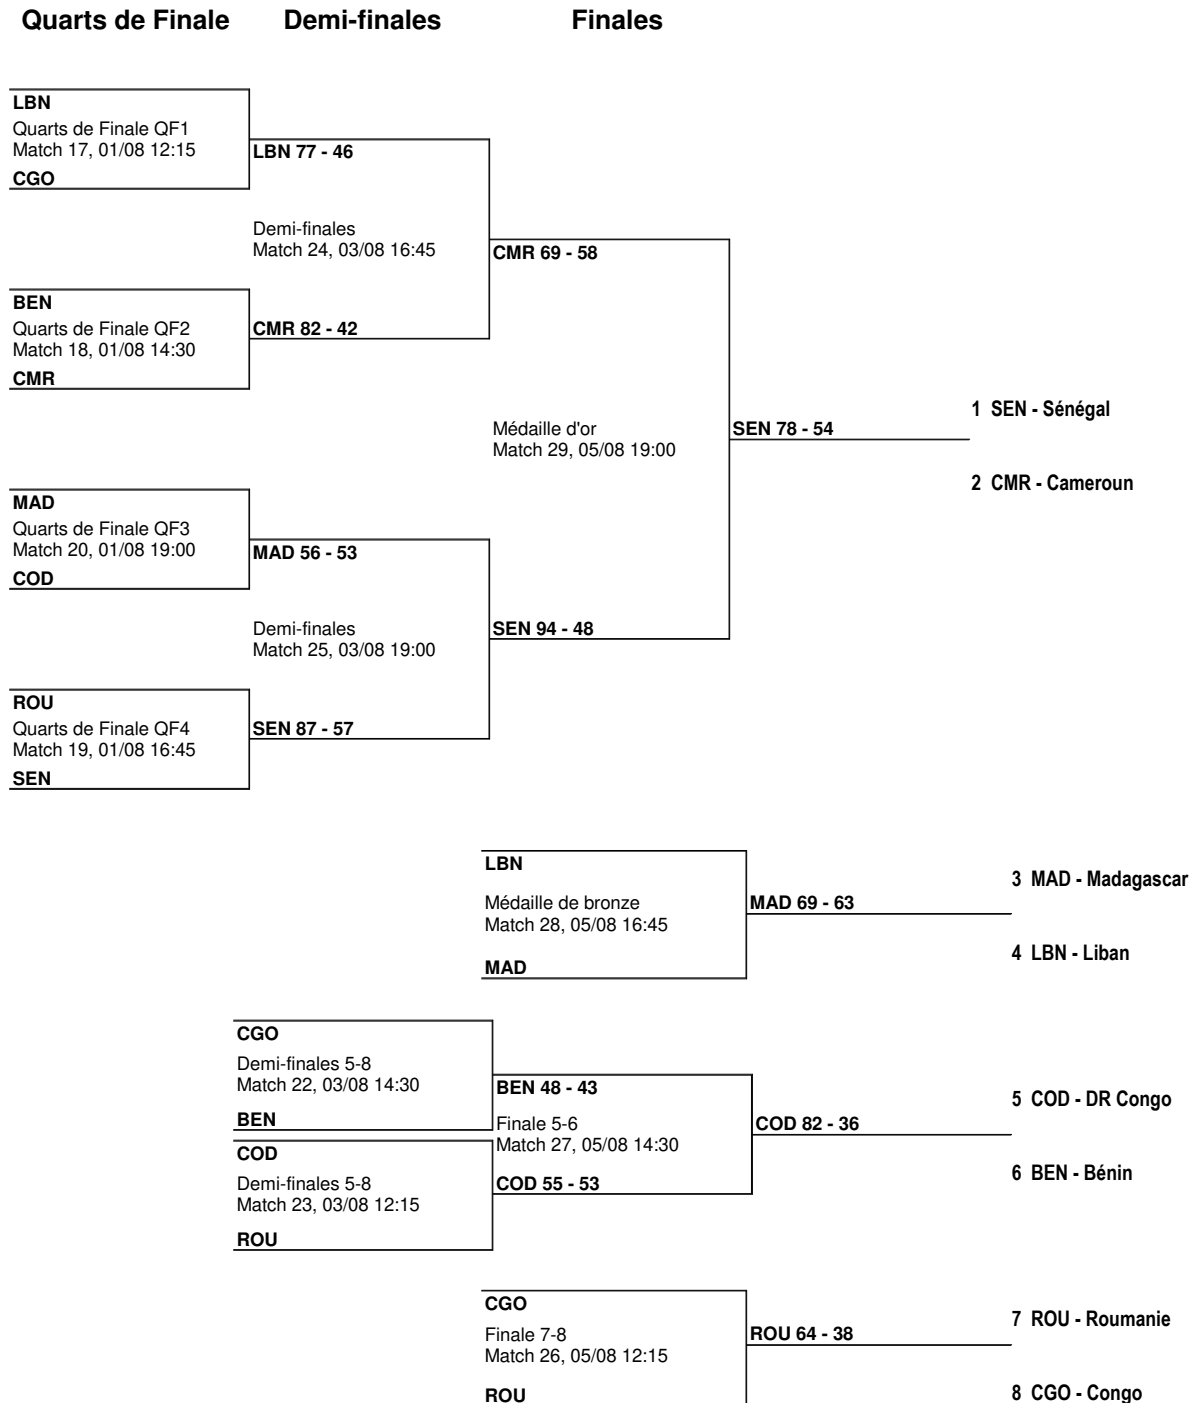 Quarts de Finale
Demi-finales
Finales
LBN
Quarts de Finale QF1
Match 17, 01/08 12:15
CGO
LBN 77 - 46
Demi-finales
Match 24, 03/08 16:45
CMR 69 - 58
BEN
Quarts de Finale QF2
Match 18, 01/08 14:30
CMR
CMR 82 - 42
Médaille d'or
Match 29, 05/08 19:00
SEN 78 - 54
1 SEN - Sénégal
2 CMR - Cameroun
MAD
Quarts de Finale QF3
Match 20, 01/08 19:00
COD
MAD 56 - 53
Demi-finales
Match 25, 03/08 19:00
SEN 94 - 48
ROU
Quarts de Finale QF4
Match 19, 01/08 16:45
SEN
SEN 87 - 57
LBN
Médaille de bronze
Match 28, 05/08 16:45
MAD
MAD 69 - 63
3 MAD - Madagascar
4 LBN - Liban
CGO
Demi-finales 5-8
Match 22, 03/08 14:30
BEN
BEN 48 - 43
Finale 5-6
Match 27, 05/08 14:30
COD
Demi-finales 5-8
Match 23, 03/08 12:15
ROU
COD 55 - 53
COD 82 - 36
5 COD - DR Congo
6 BEN - Bénin
CGO
Finale 7-8
Match 26, 05/08 12:15
ROU
ROU 64 - 38
7 ROU - Roumanie
8 CGO - Congo